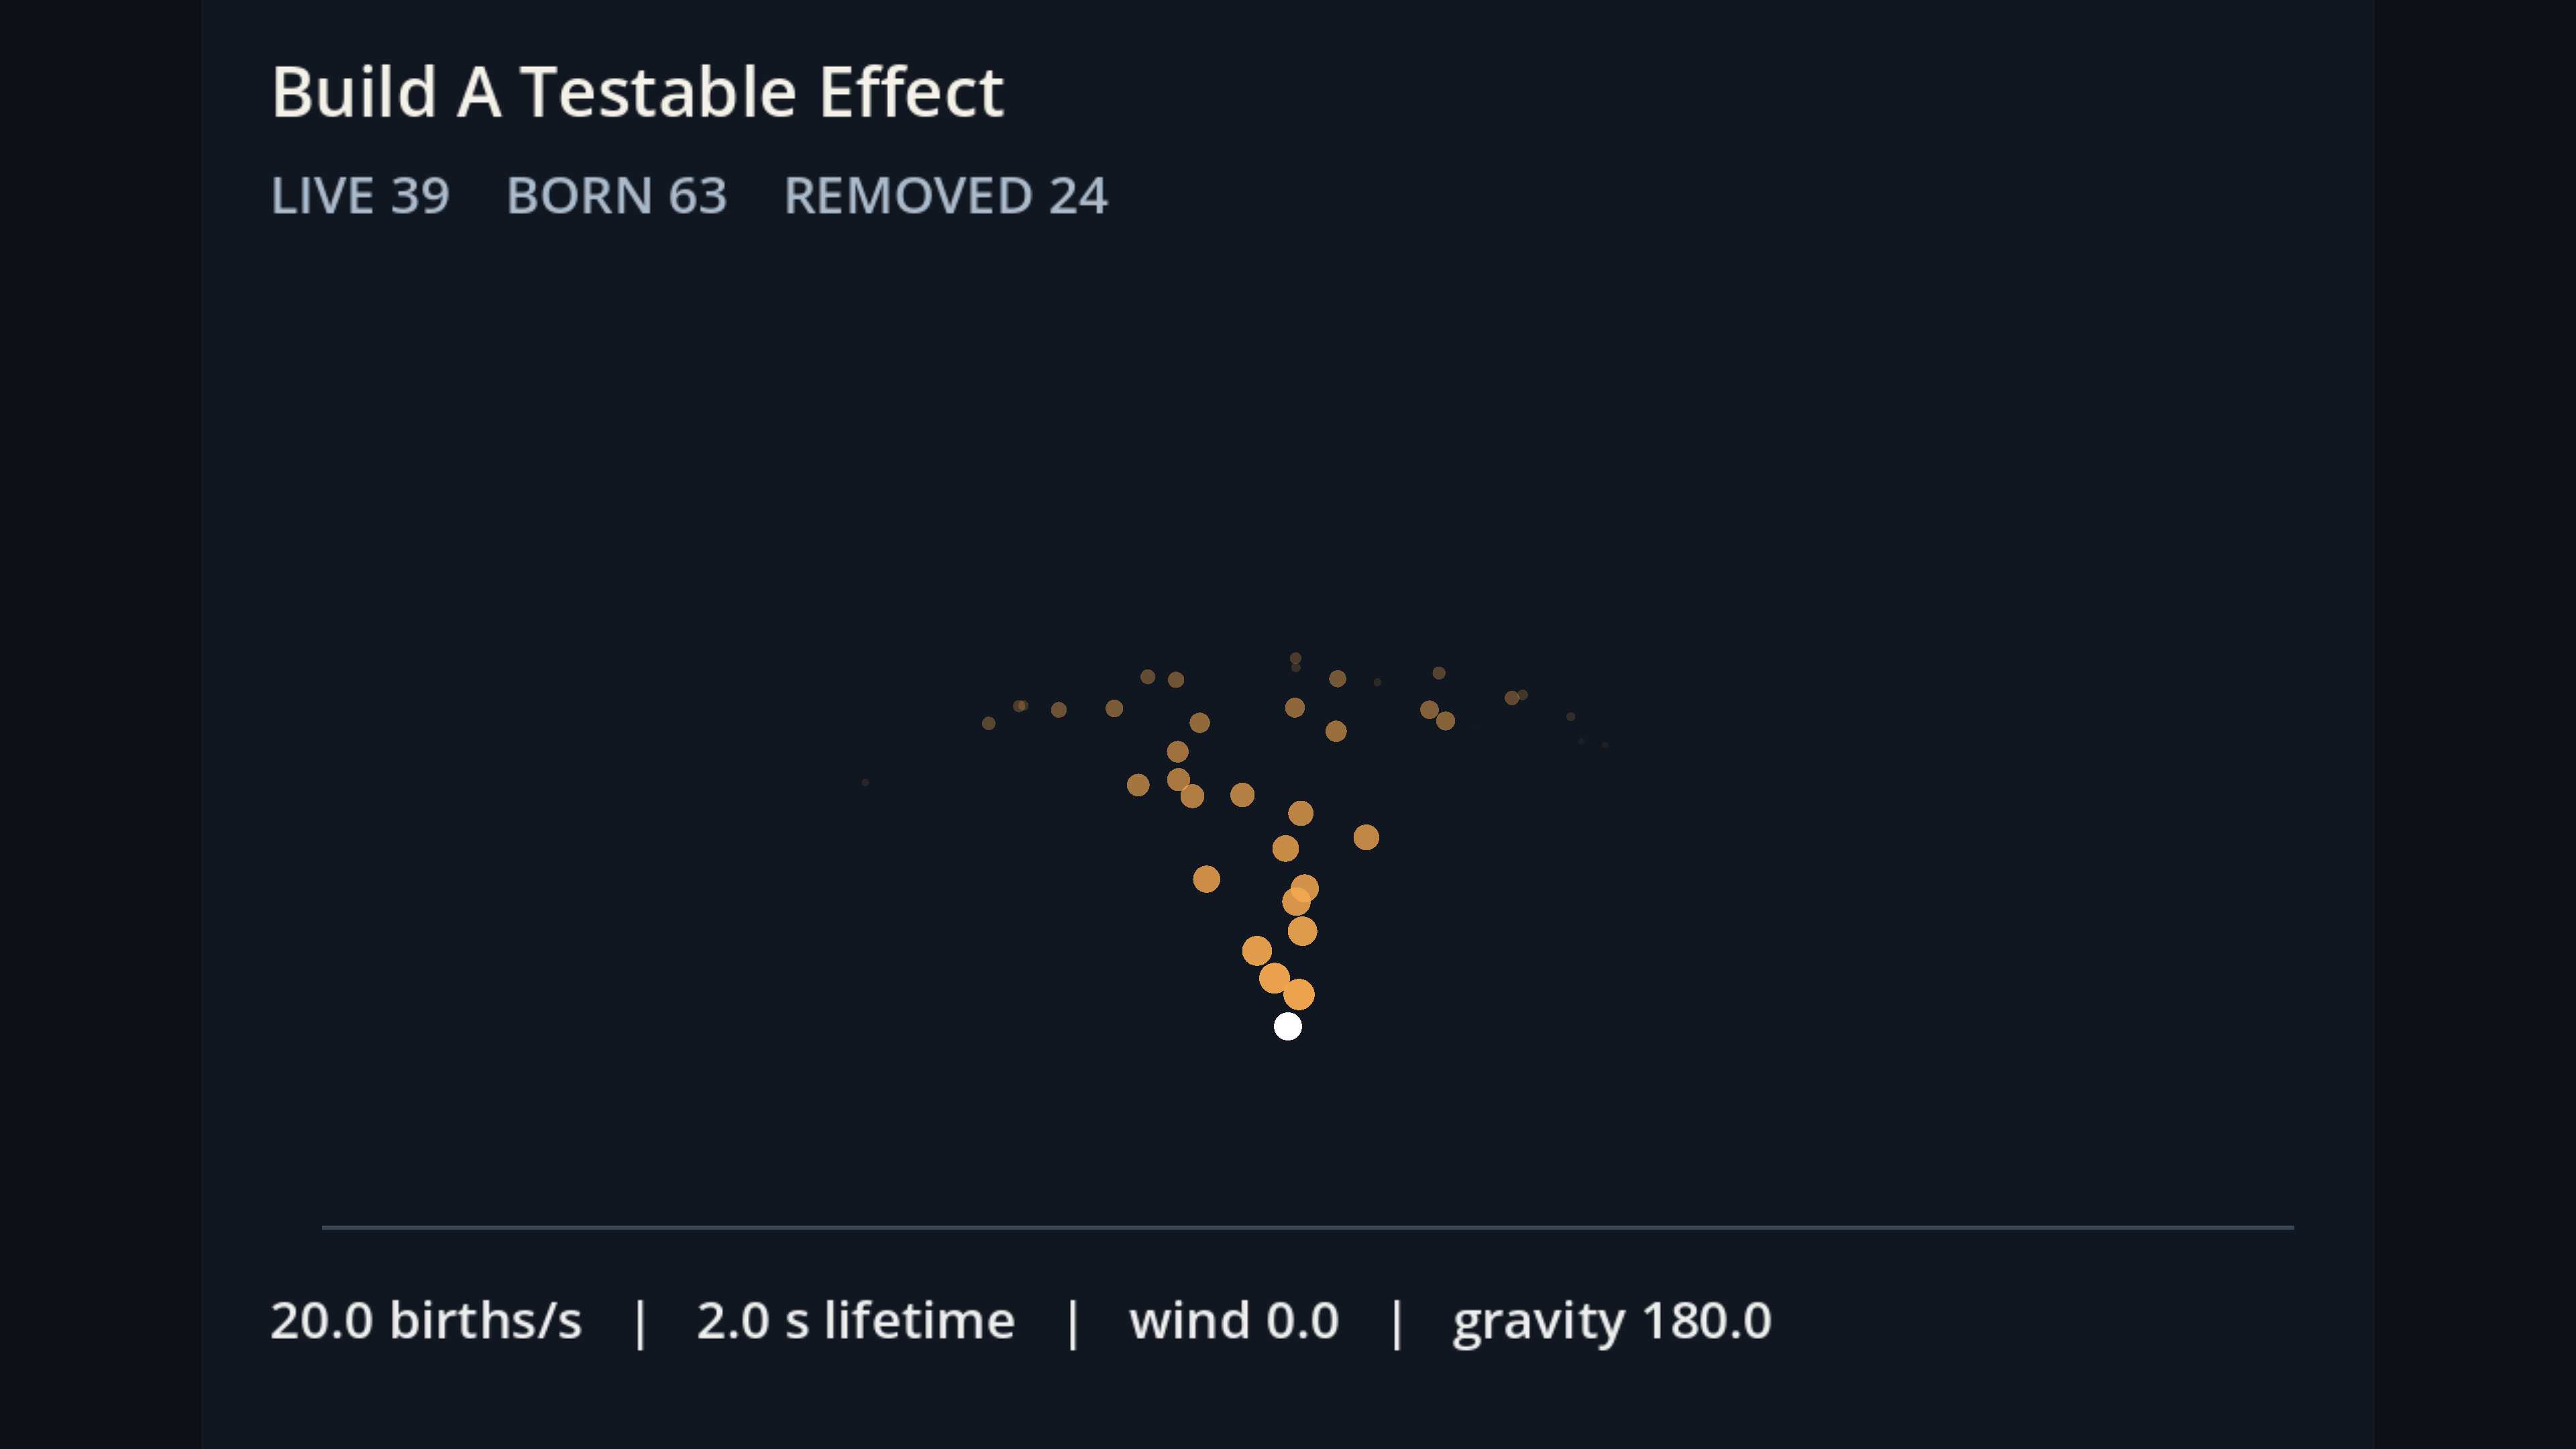 Build A Testable Effect
LIVE 39 BORN 63 REMOVED 24
20.0 births/s | 2.0 s lifetime | wind 0.0 | gravity 180.0